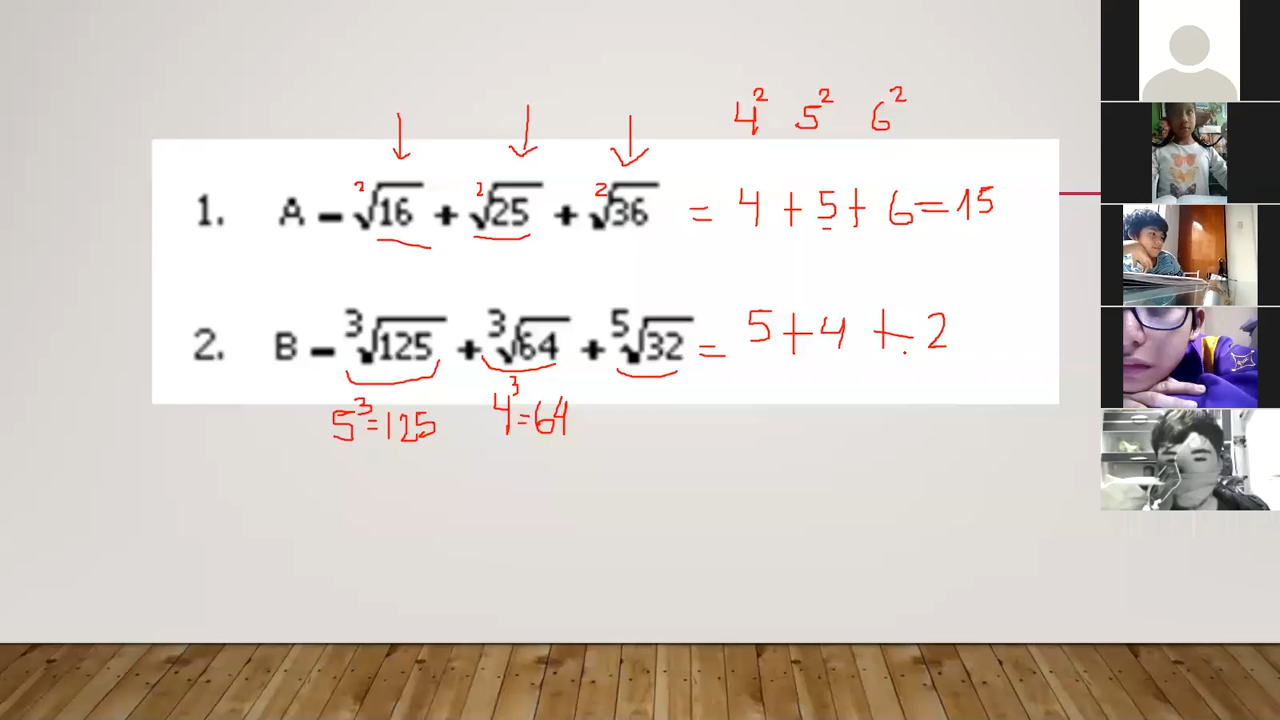 4² 5² 6²
1. A = ²√16 + ²√25 + ²√36 = 4 + 5 + 6 = 15
2. B = ³√125 + ³√64 + ⁵√32 = 5 + 4 + 2
5³=125 4³=64